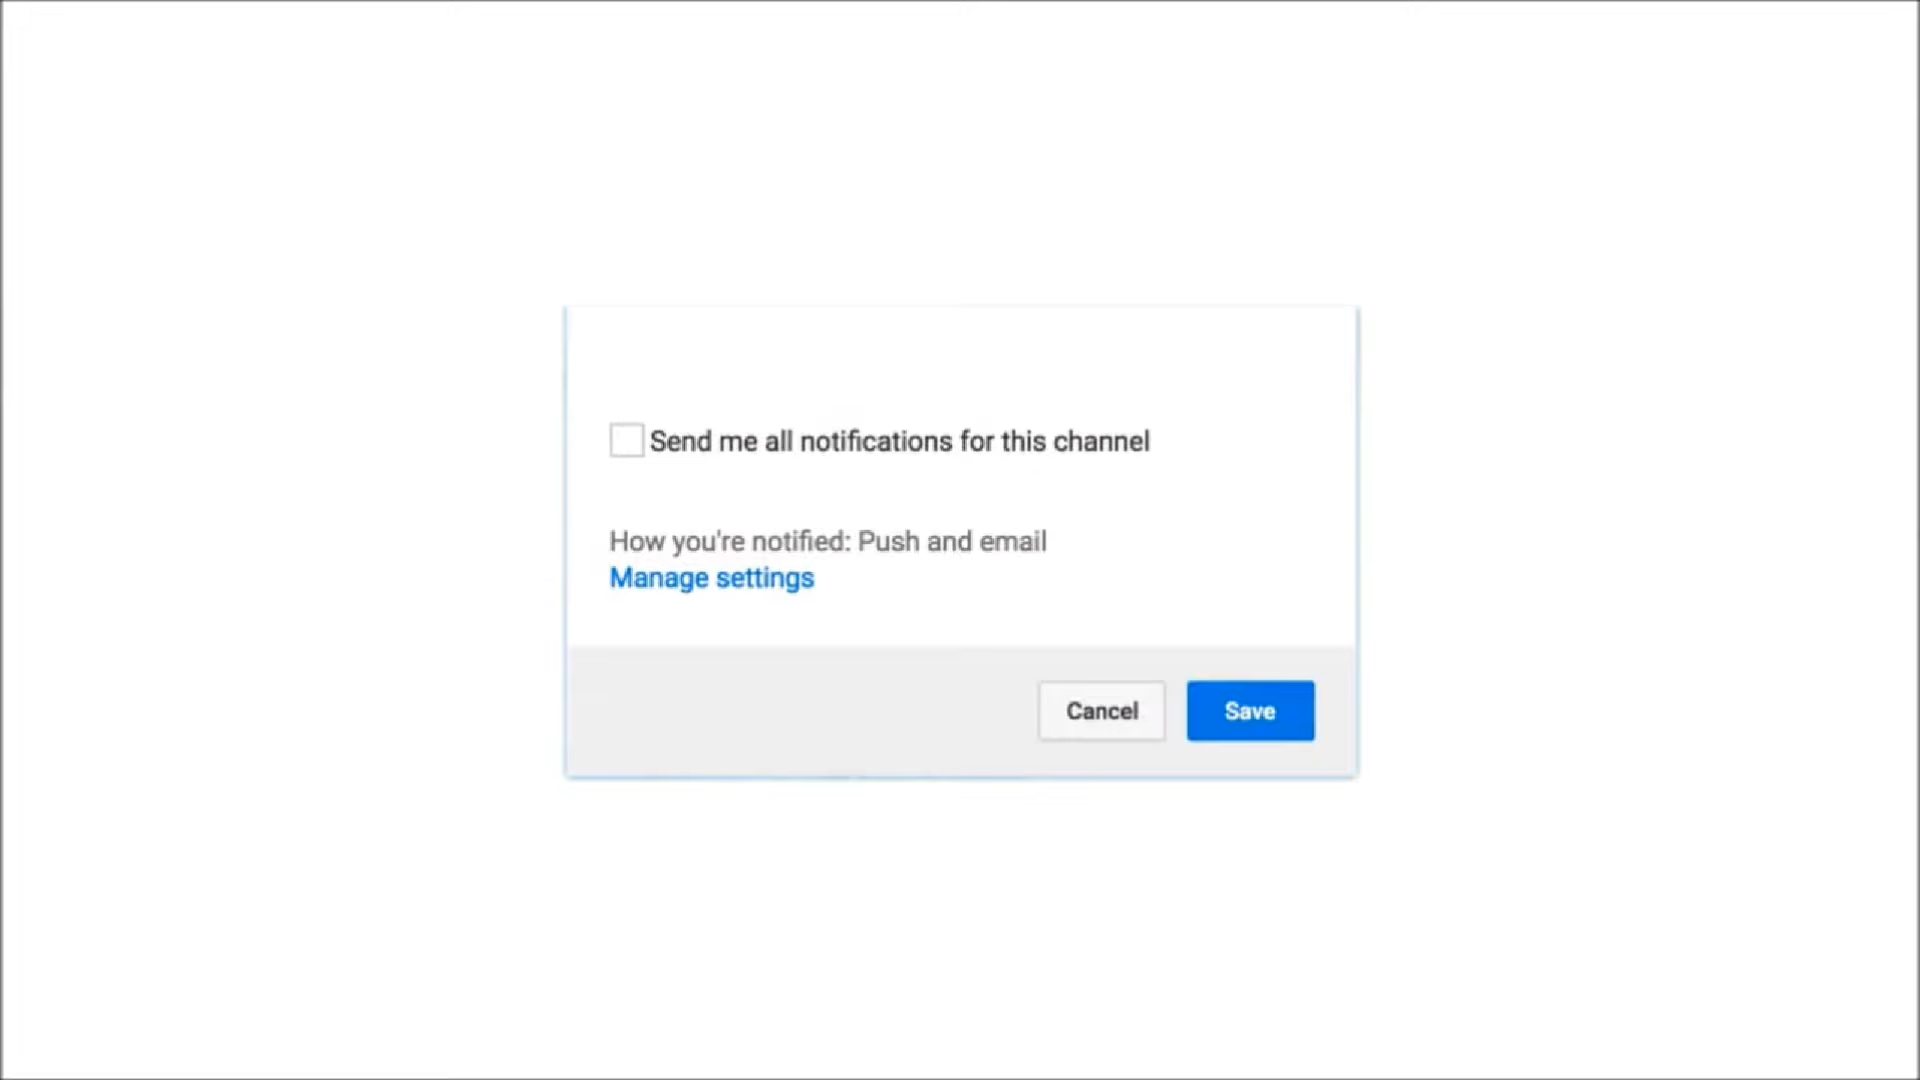 Send me all notifications for this channel
How you're notified: Push and email
Manage settings
Cancel
Save